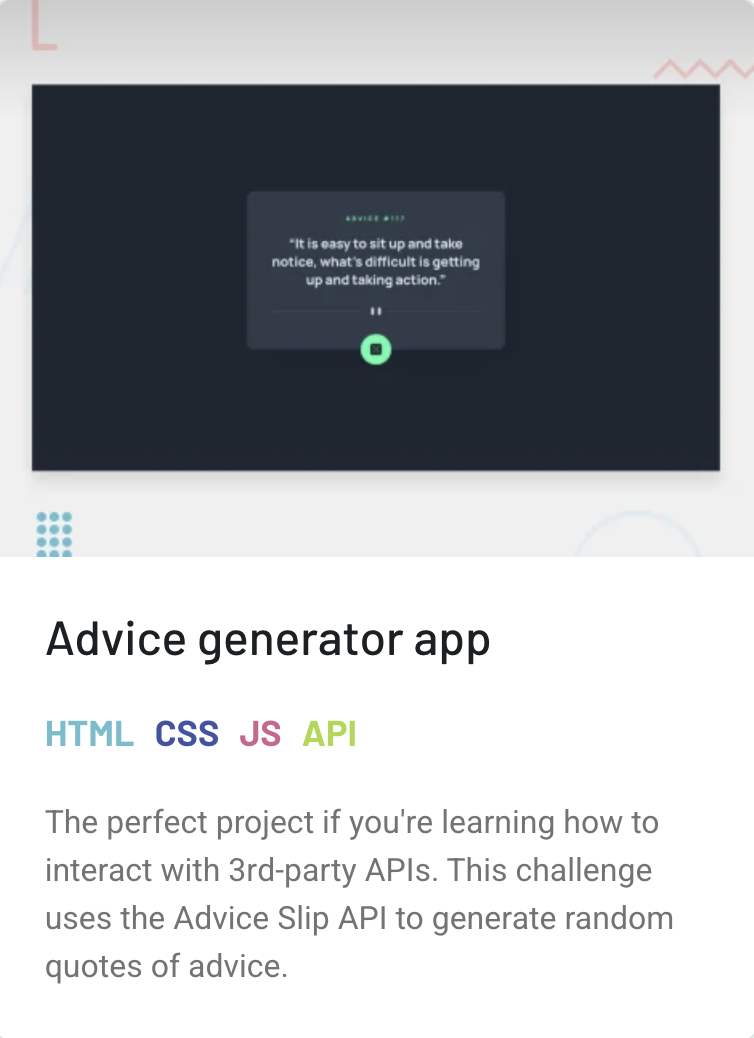 ADVICE #117
“It is easy to sit up and take
notice, what's difficult is getting
up and taking action.”
Advice generator app
HTML CSS JS API
The perfect project if you're learning how to
interact with 3rd-party APIs. This challenge
uses the Advice Slip API to generate random
quotes of advice.